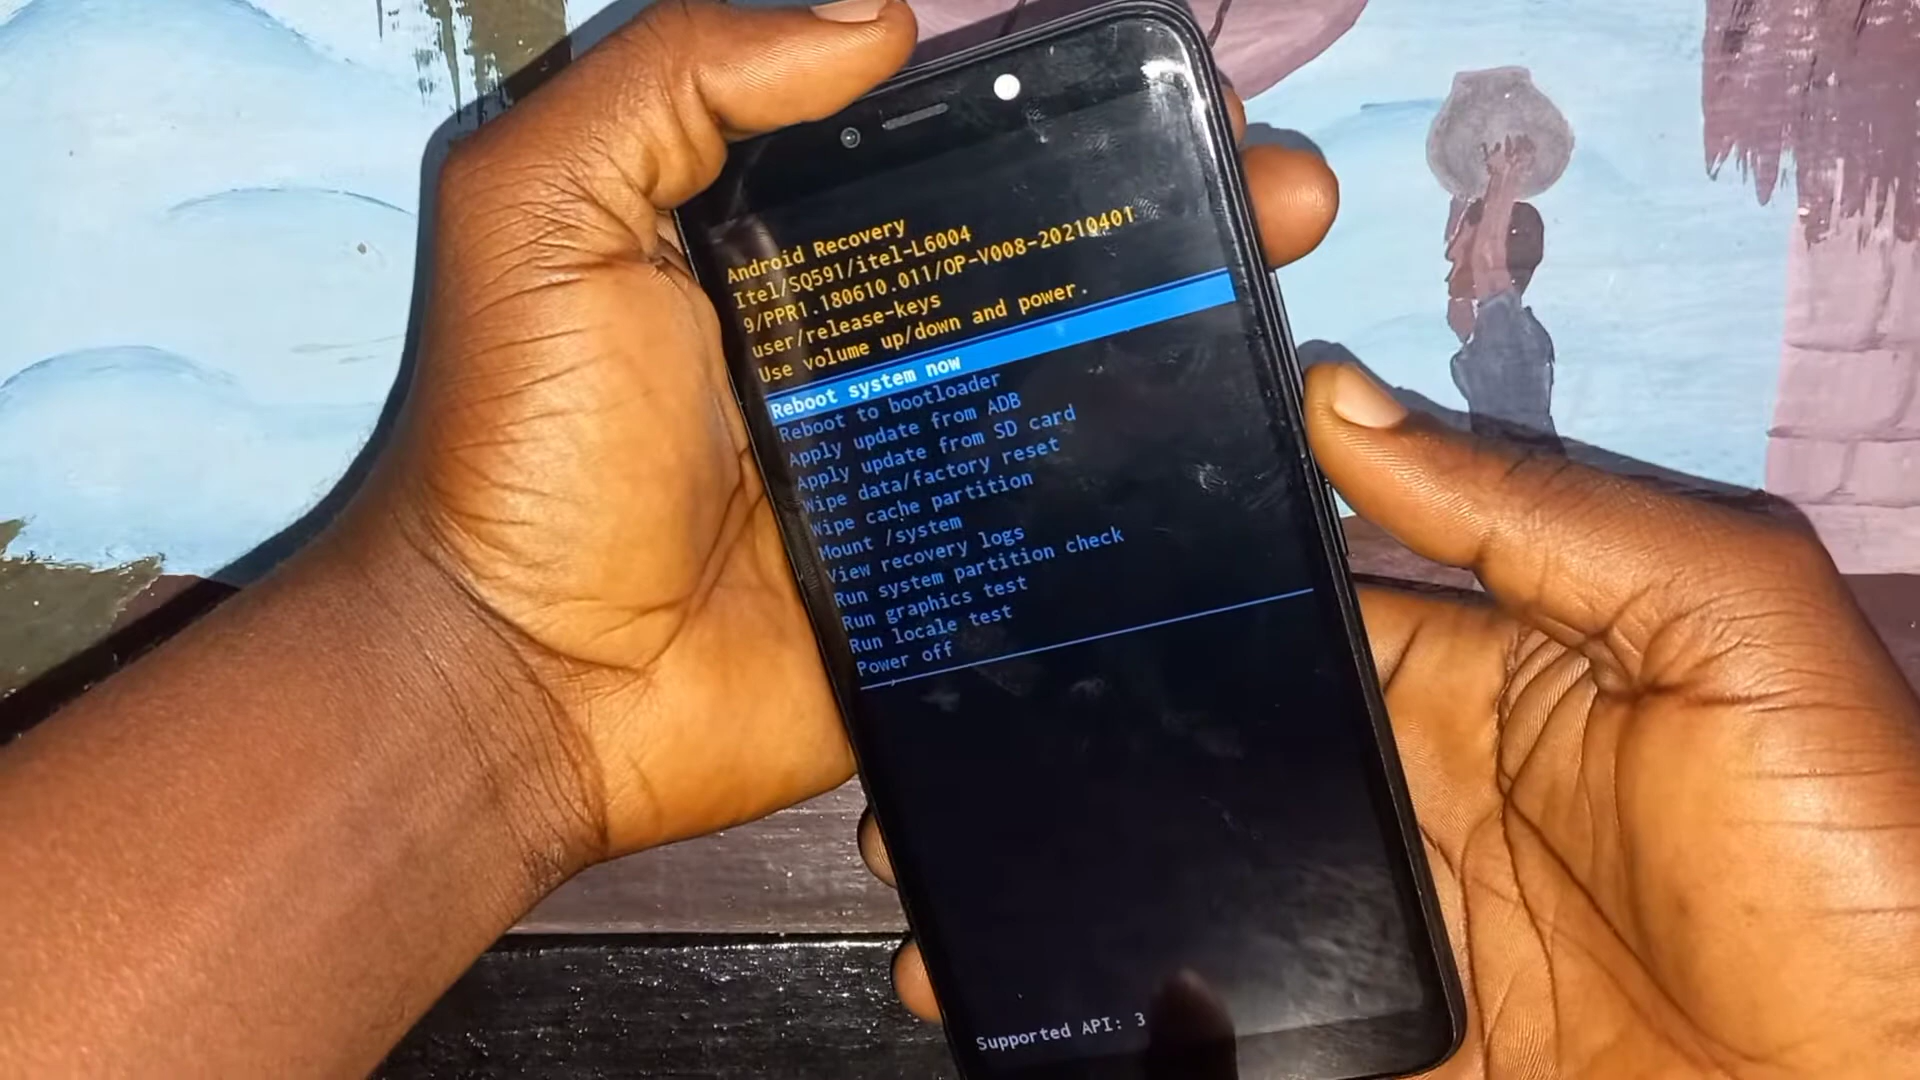 Android Recovery
Itel/SQ591/itel-L6004
9/PPR1.180610.011/OP-V008-20210401
user/release-keys
Use volume up/down and power.
Reboot system now
Reboot to bootloader
Apply update from ADB
Apply update from SD card
Wipe data/factory reset
Wipe cache partition
Mount /system
View recovery logs
Run system partition check
Run graphics test
Run locale test
Power off
Supported API: 3